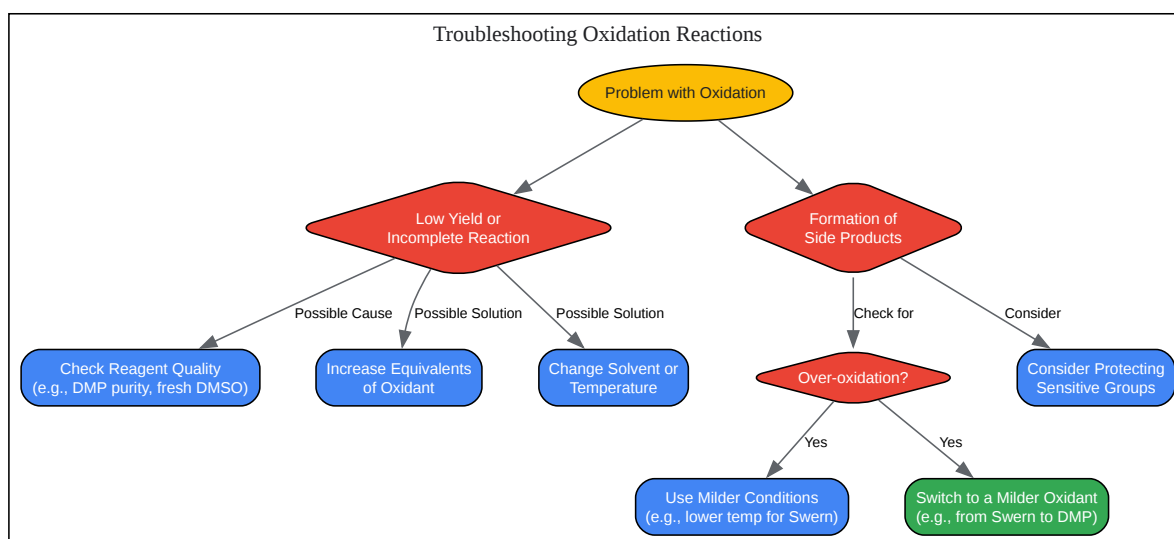 Troubleshooting Oxidation Reactions
Problem with Oxidation
Low Yield or
Incomplete Reaction
Formation of
Side Products
Possible Cause
Possible Solution
Possible Solution
Check for
Consider
Check Reagent Quality
(e.g., DMP purity, fresh DMSO)
Increase Equivalents
of Oxidant
Change Solvent or
Temperature
Over-oxidation?
Consider Protecting
Sensitive Groups
Yes
Yes
Use Milder Conditions
(e.g., lower temp for Swern)
Switch to a Milder Oxidant
(e.g., from Swern to DMP)